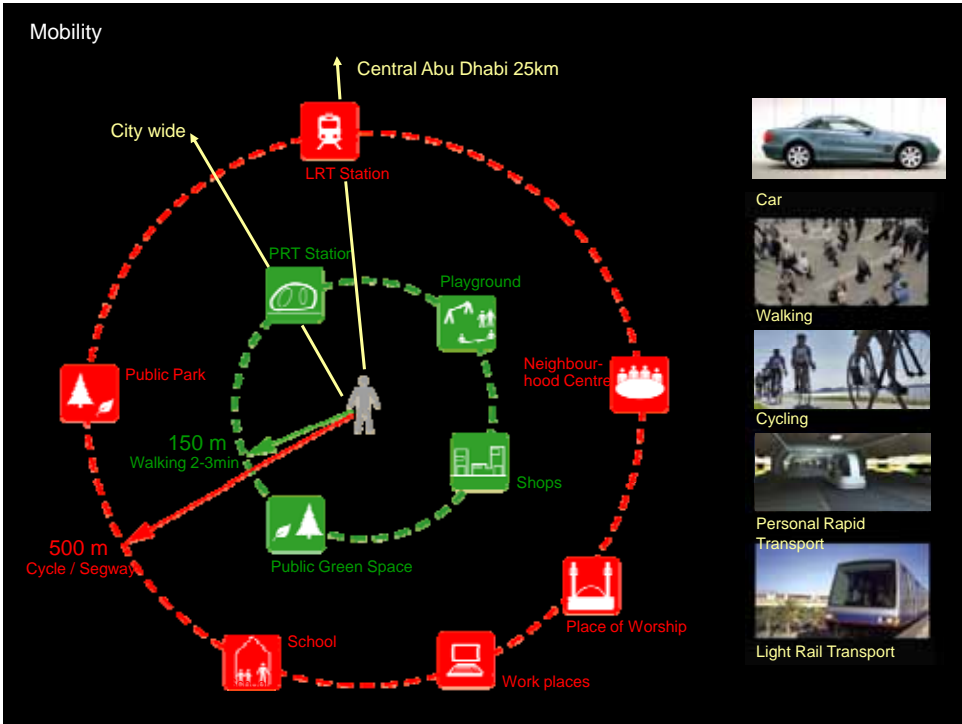 Mobility
Central Abu Dhabi 25km
City wide
LRT Station
PRT Station
Playground
Public Park
Neighbour-
hood Centre
150 m
Walking 2-3min
Shops
500 m
Cycle / Segway
Public Green Space
Place of Worship
School
School
Work places
Car
Walking
Cycling
Personal Rapid
Transport
Light Rail Transport